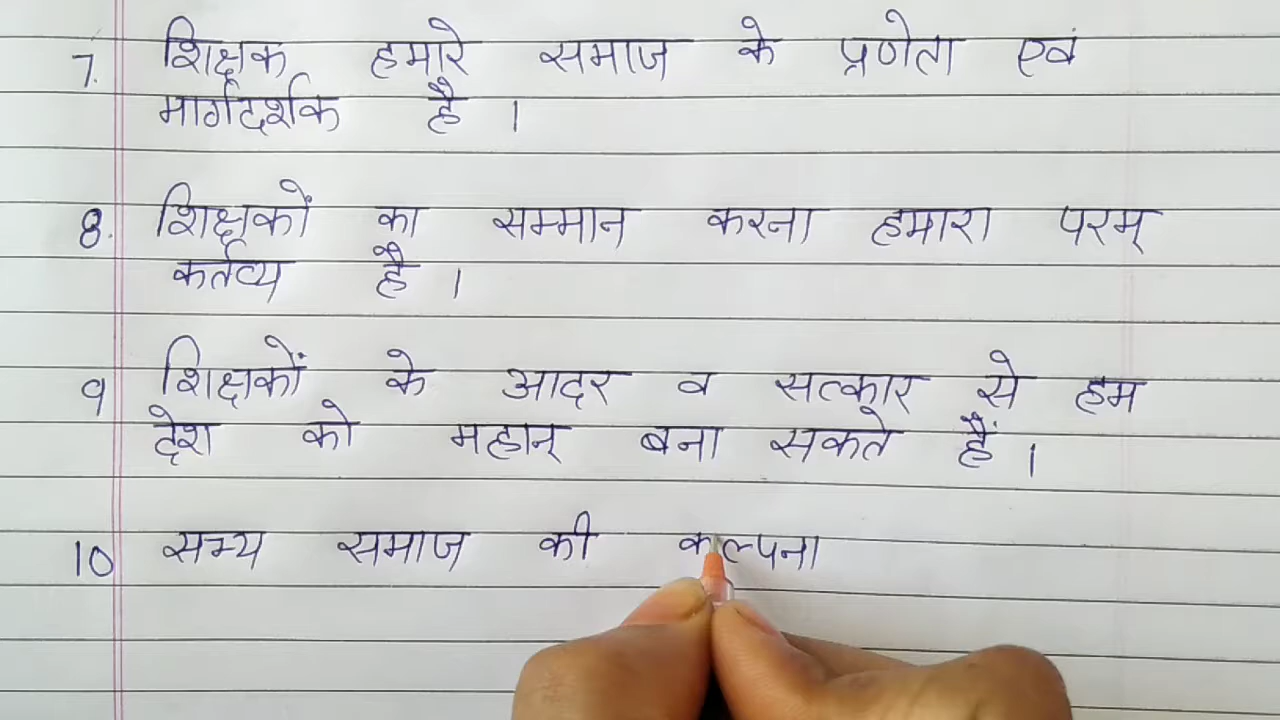 7. शिक्षक हमारे समाज के प्रणेता एवं
मार्गदर्शक है ।
8. शिक्षकों का सम्मान करना हमारा परम्
कर्तव्य है ।
9 शिक्षकों के आदर व सत्कार से हम
देश को महान् बना सकते हैं ।
10 सभ्य समाज की कल्पना